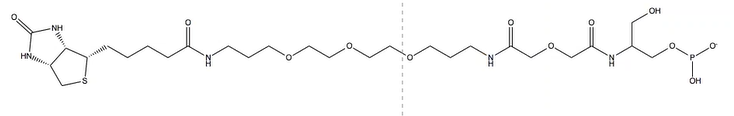 OH
O
O O O
NH
O O O O⁻
HN N O O N N P
H H H
S OH